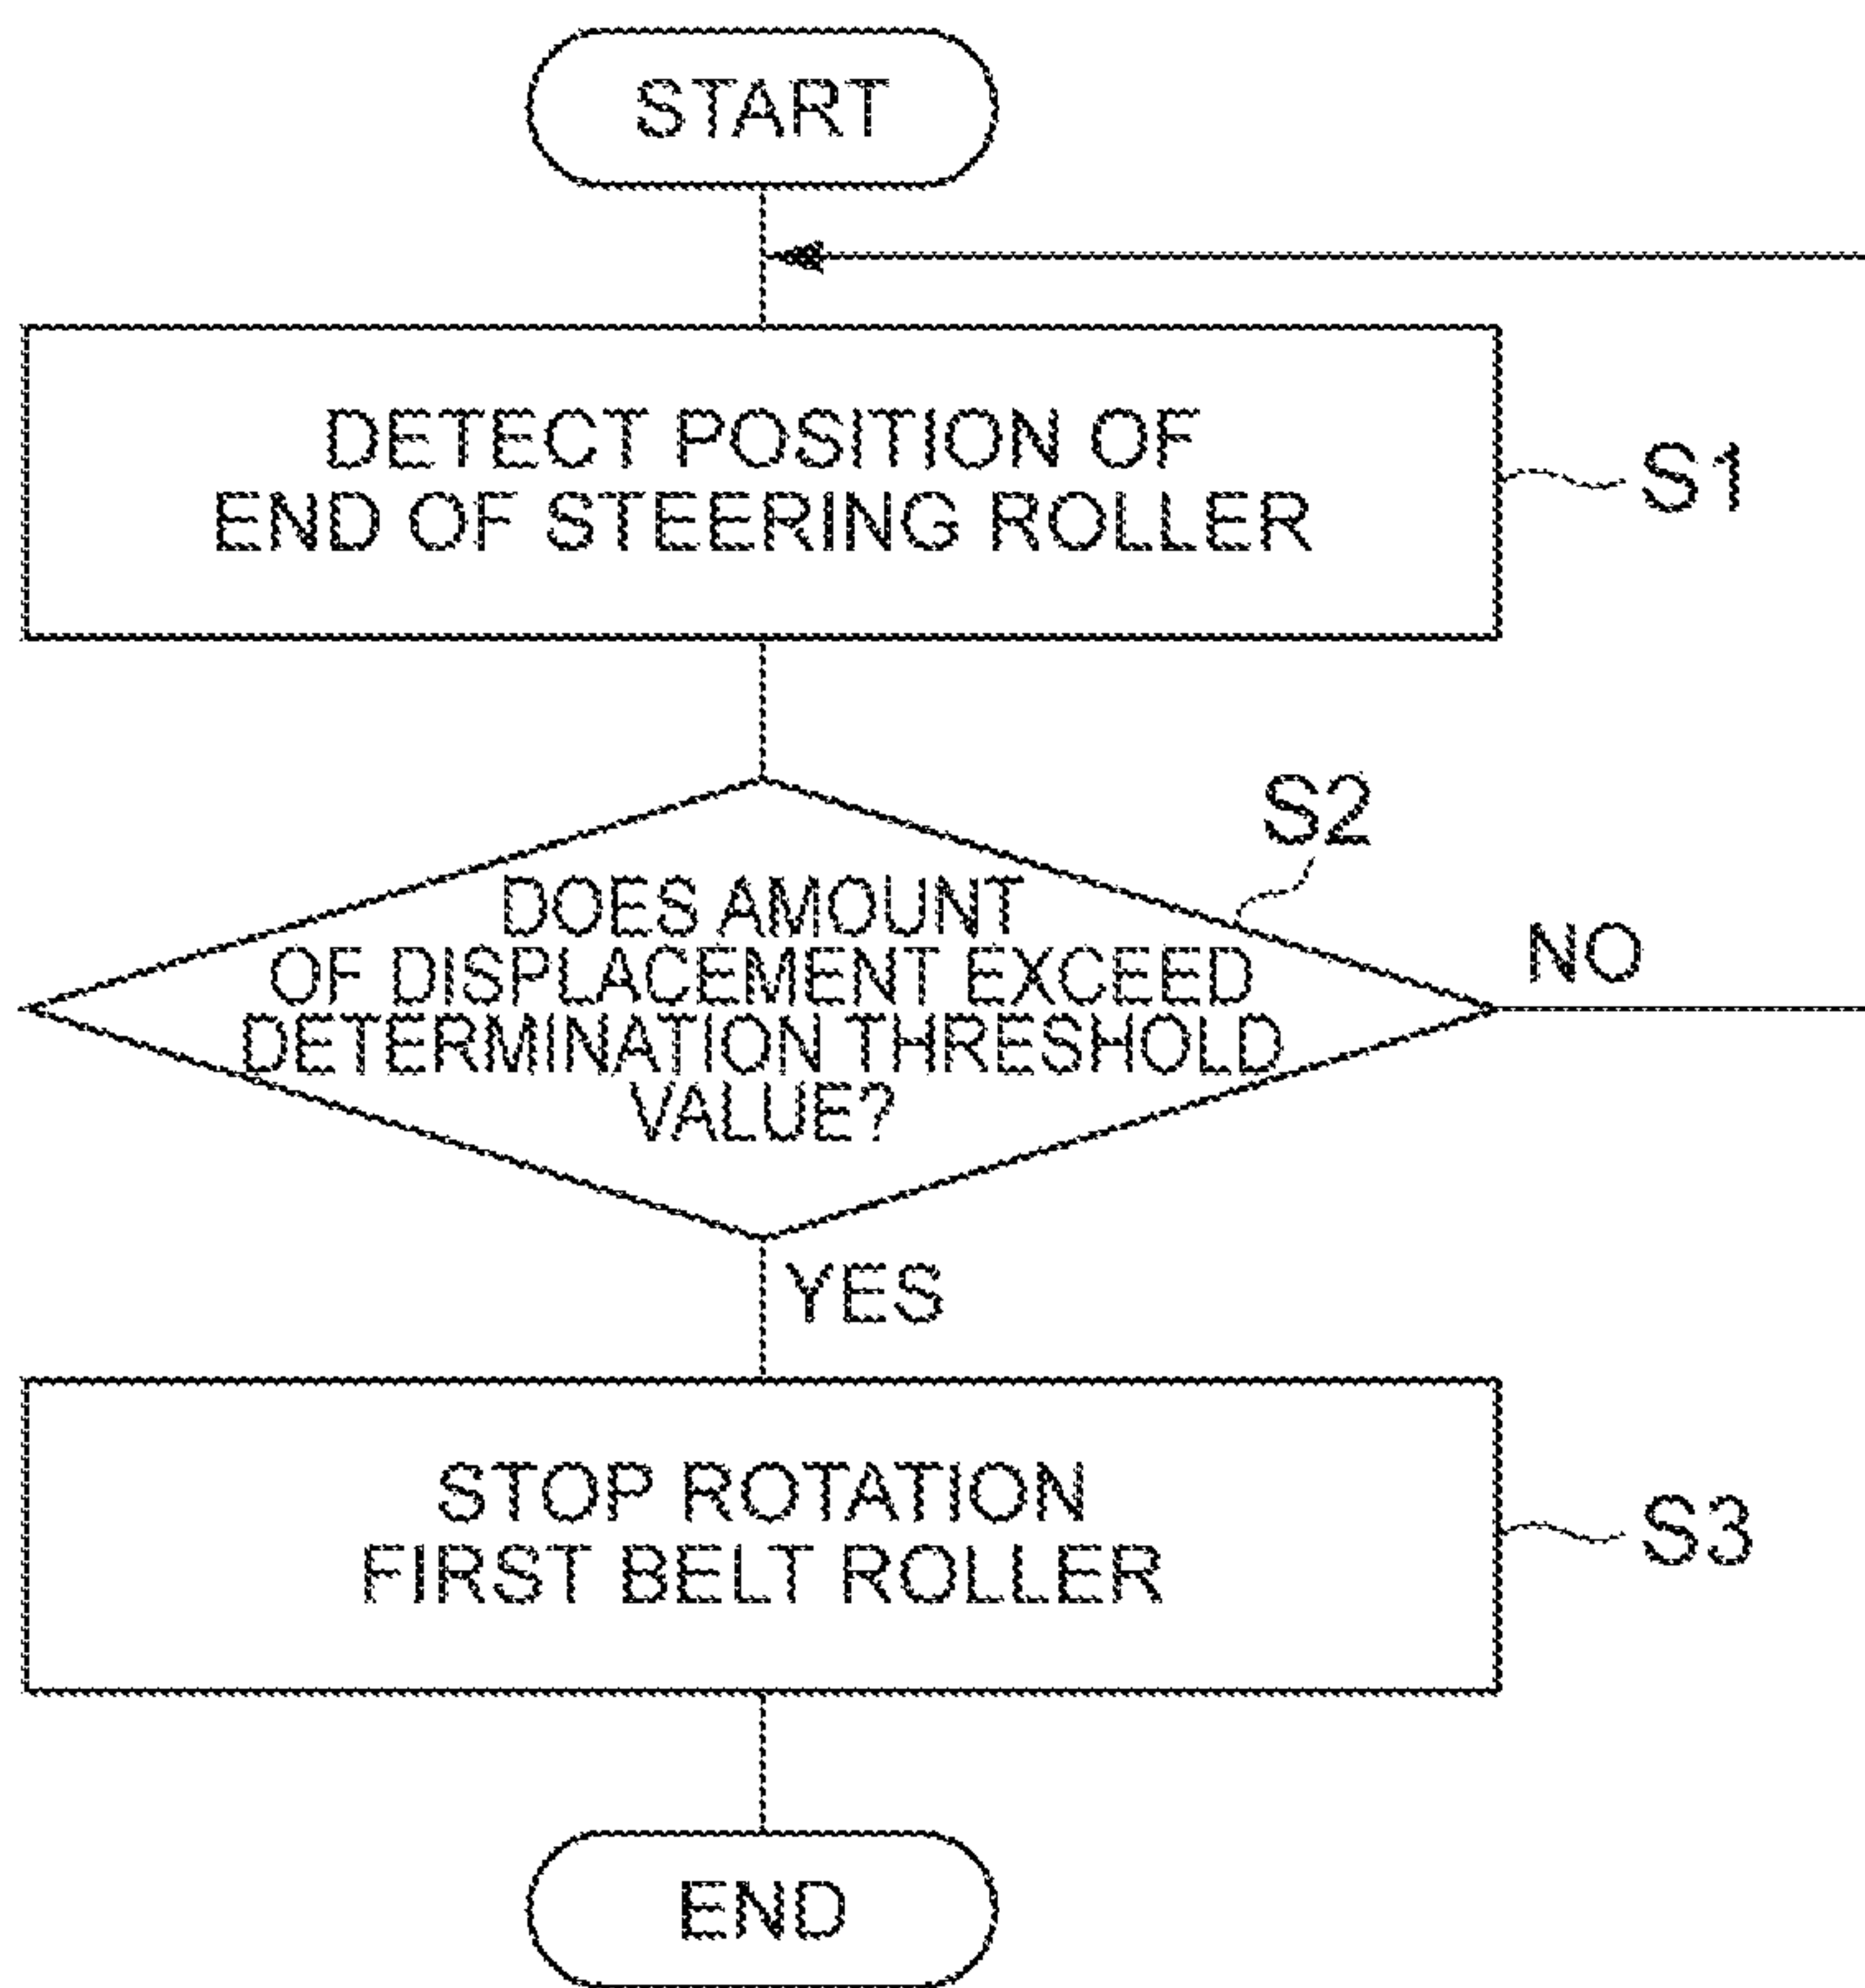 START
DETECT POSITION OF
END OF STEERING ROLLER
S1
S2
DOES AMOUNT
OF DISPLACEMENT EXCEED
DETERMINATION THRESHOLD
VALUE?
NO
YES
STOP ROTATION
FIRST BELT ROLLER
S3
END